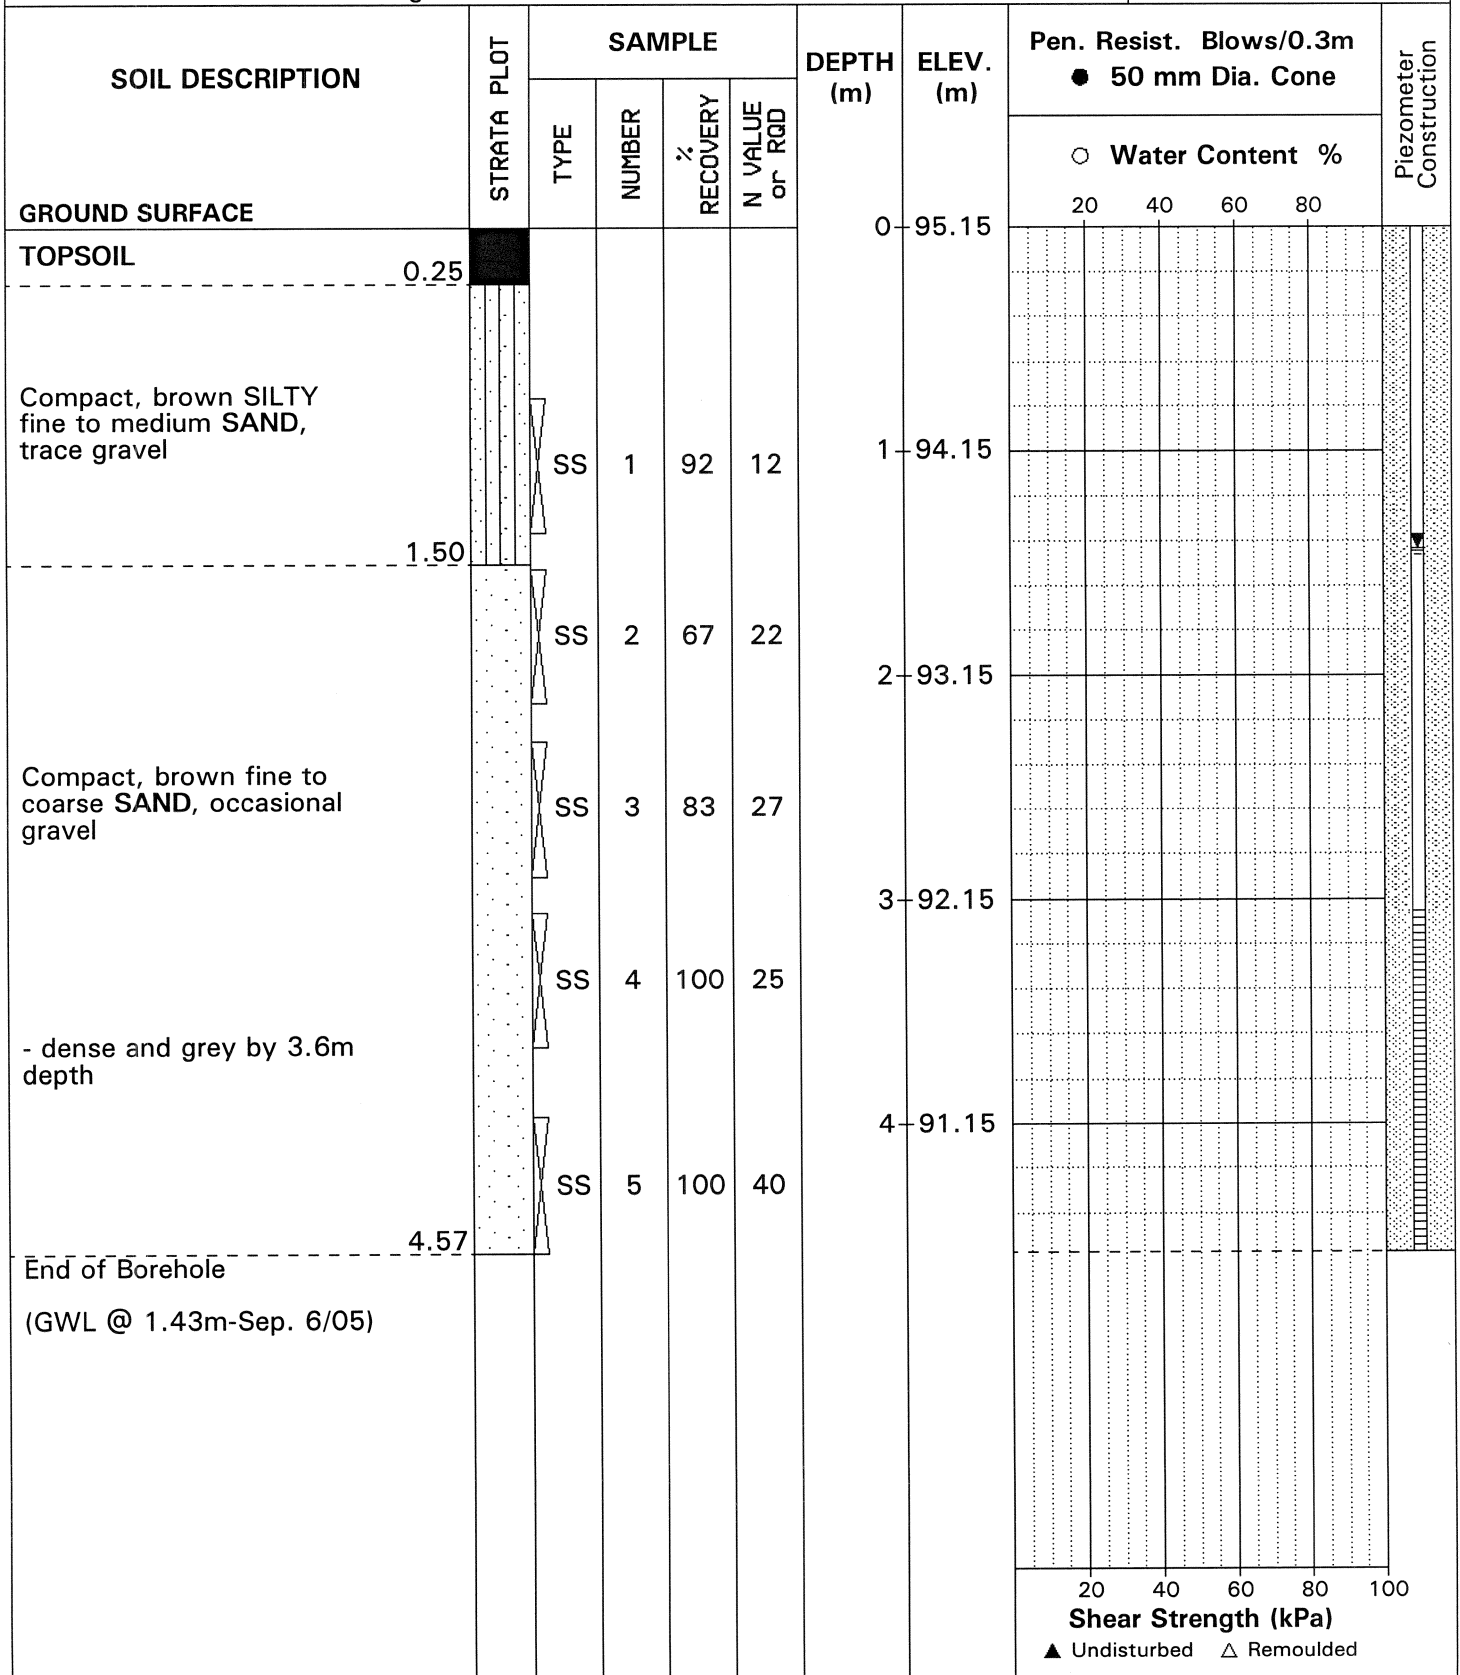 SOIL DESCRIPTION
GROUND SURFACE
STRATA PLOT
SAMPLE
TYPE
NUMBER
%
RECOVERY
N VALUE
or RQD
DEPTH
(m)
ELEV.
(m)
Pen. Resist. Blows/0.3m
● 50 mm Dia. Cone
○ Water Content %
20 40 60 80
Piezometer
Construction
0 95.15
TOPSOIL
0.25
Compact, brown SILTY
fine to medium SAND,
trace gravel
SS 1 92 12
1 94.15
1.50
SS 2 67 22
2 93.15
Compact, brown fine to
coarse SAND, occasional
gravel
SS 3 83 27
3 92.15
SS 4 100 25
- dense and grey by 3.6m
depth
4 91.15
SS 5 100 40
4.57
End of Borehole
(GWL @ 1.43m-Sep. 6/05)
20 40 60 80 100
Shear Strength (kPa)
▲ Undisturbed △ Remoulded